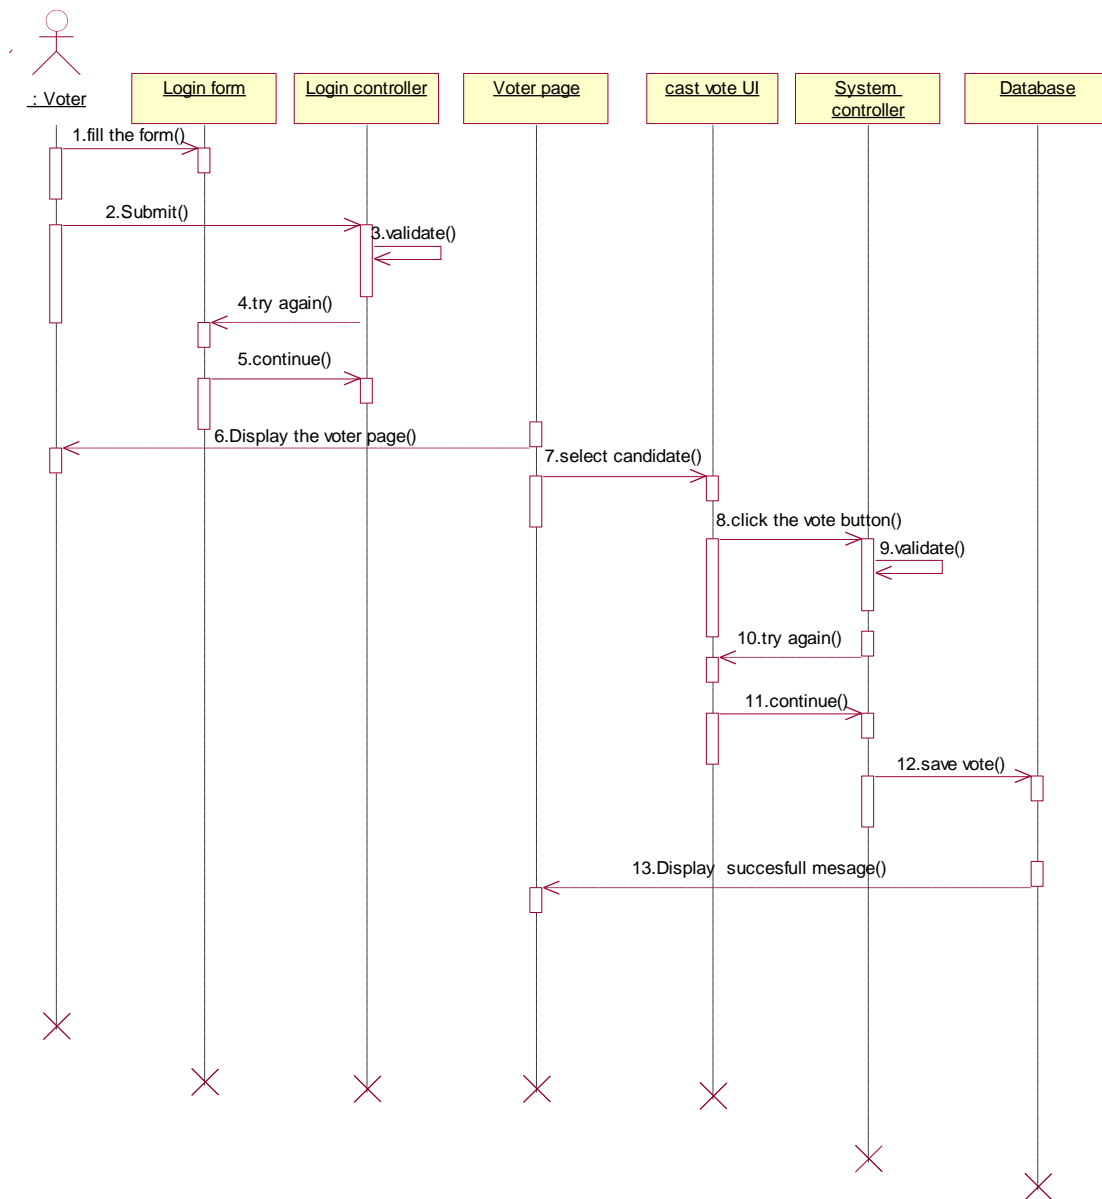 : Voter
Login form
Login controller
Voter page
cast vote UI
System
controller
Database
1.fill the form()
2.Submit()
3.validate()
4.try again()
5.continue()
6.Display the voter page()
7.select candidate()
8.click the vote button()
9.validate()
10.try again()
11.continue()
12.save vote()
13.Display succesfull mesage()